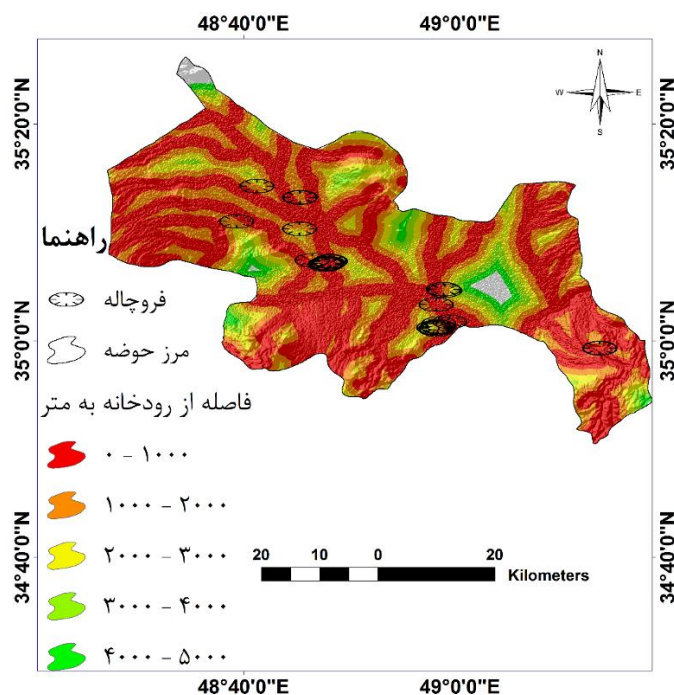 48°40'0"E 49°0'0"E
N
W E
S
35°20'0"N 35°20'0"N
راهنما
فروچاله
35°0'0"N 35°0'0"N
مرز حوضه
فاصله از رودخانه به متر
۰ - ۱۰۰۰
۱۰۰۰ - ۲۰۰۰
34°40'0"N 34°40'0"N
۲۰۰۰ - ۳۰۰۰
20 10 0 20
Kilometers
۳۰۰۰ - ۴۰۰۰
۴۰۰۰ - ۵۰۰۰
48°40'0"E 49°0'0"E